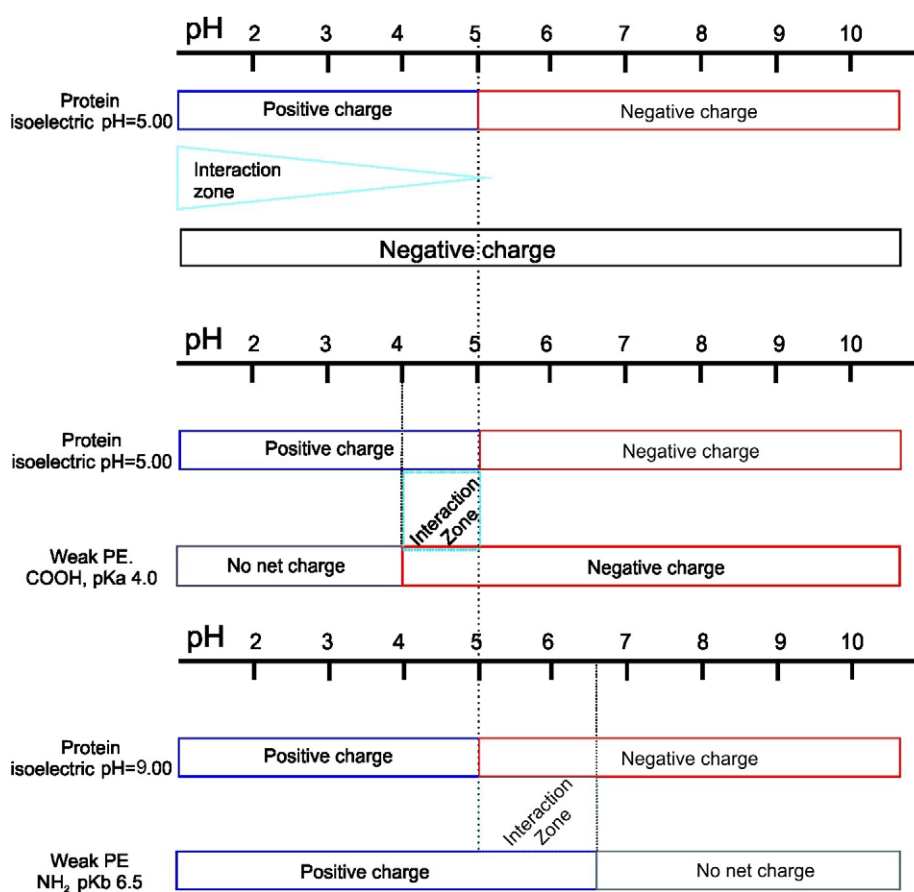 pH 2 3 4 5 6 7 8 9 10
Protein
isoelectric pH=5.00
Positive charge Negative charge
Interaction
zone
Negative charge
pH 2 3 4 5 6 7 8 9 10
Protein
isoelectric pH=5.00
Positive charge Negative charge
Interaction
Zone
Weak PE.
COOH, pKa 4.0
No net charge Negative charge
pH 2 3 4 5 6 7 8 9 10
Protein
isoelectric pH=9.00
Positive charge Negative charge
Interaction
Zone
Weak PE
NH₂ pKb 6.5
Positive charge No net charge